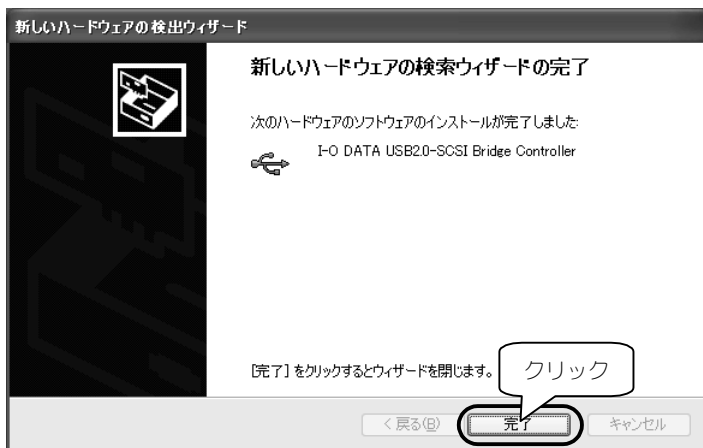 新しいハードウェアの検出ウィザード
新しいハードウェアの検索ウィザードの完了
次のハードウェアのソフトウェアのインストールが完了しました:
I-O DATA USB2.0-SCSI Bridge Controller
[完了] をクリックするとウィザードを閉じます。
クリック
< 戻る(B)
完了
キャンセル